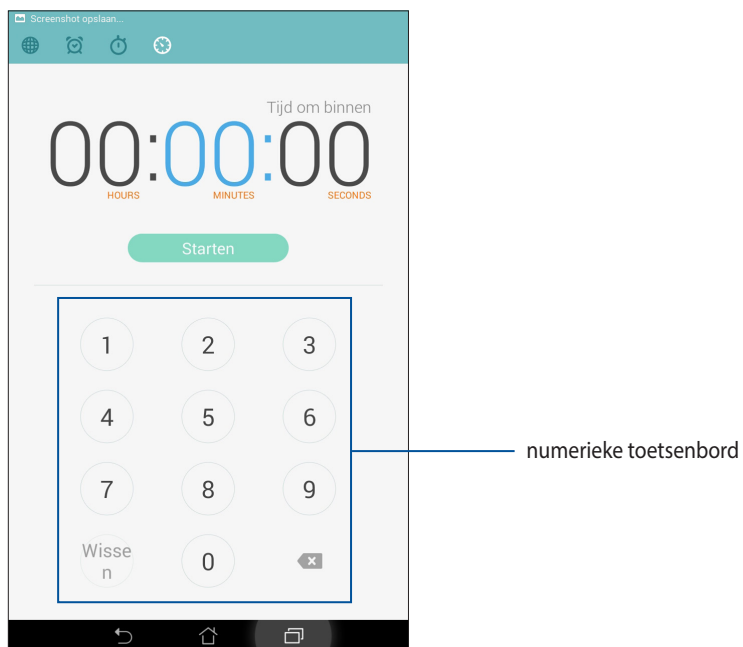 Screenshot opslaan...
Tijd om binnen
00:00:00
HOURS MINUTES SECONDS
Starten
1 2 3
4 5 6
numerieke toetsenbord
7 8 9
Wisse
n 0